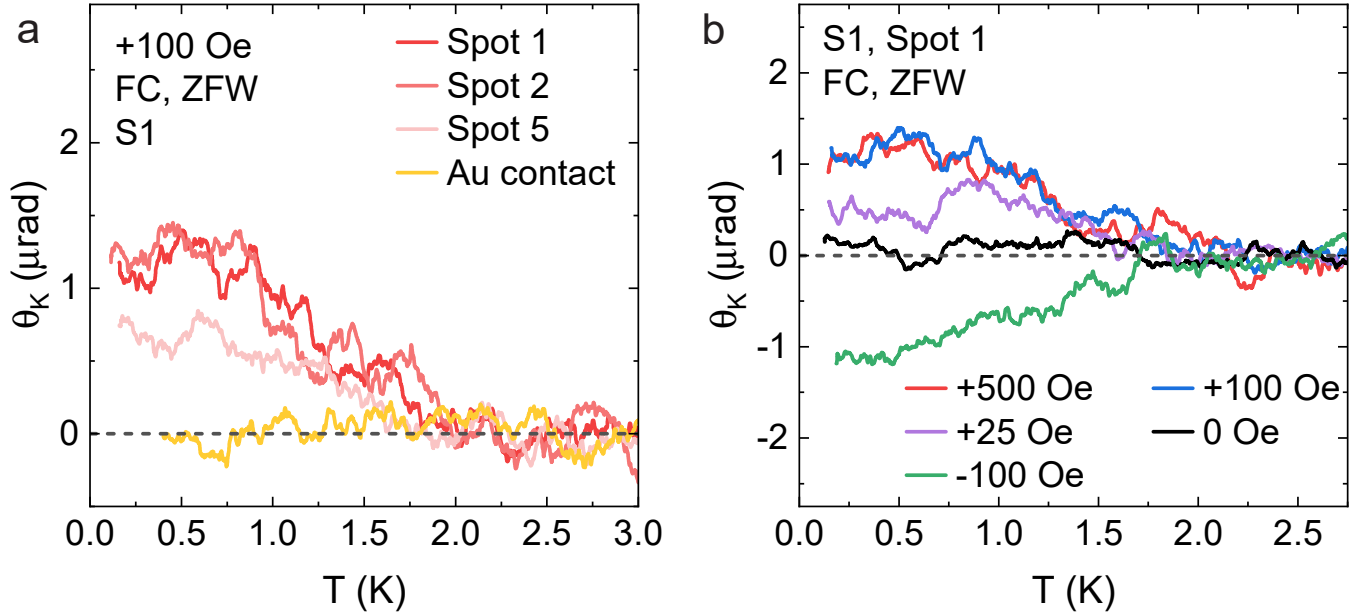 a
+100 Oe
FC, ZFW
S1
Spot 1
Spot 2
Spot 5
Au contact
2
1
0
θK (μrad)
0.0 0.5 1.0 1.5 2.0 2.5 3.0
T (K)
b
S1, Spot 1
FC, ZFW
2
1
0
-1
-2
θK (μrad)
+500 Oe +100 Oe
+25 Oe 0 Oe
-100 Oe
0.0 0.5 1.0 1.5 2.0 2.5
T (K)